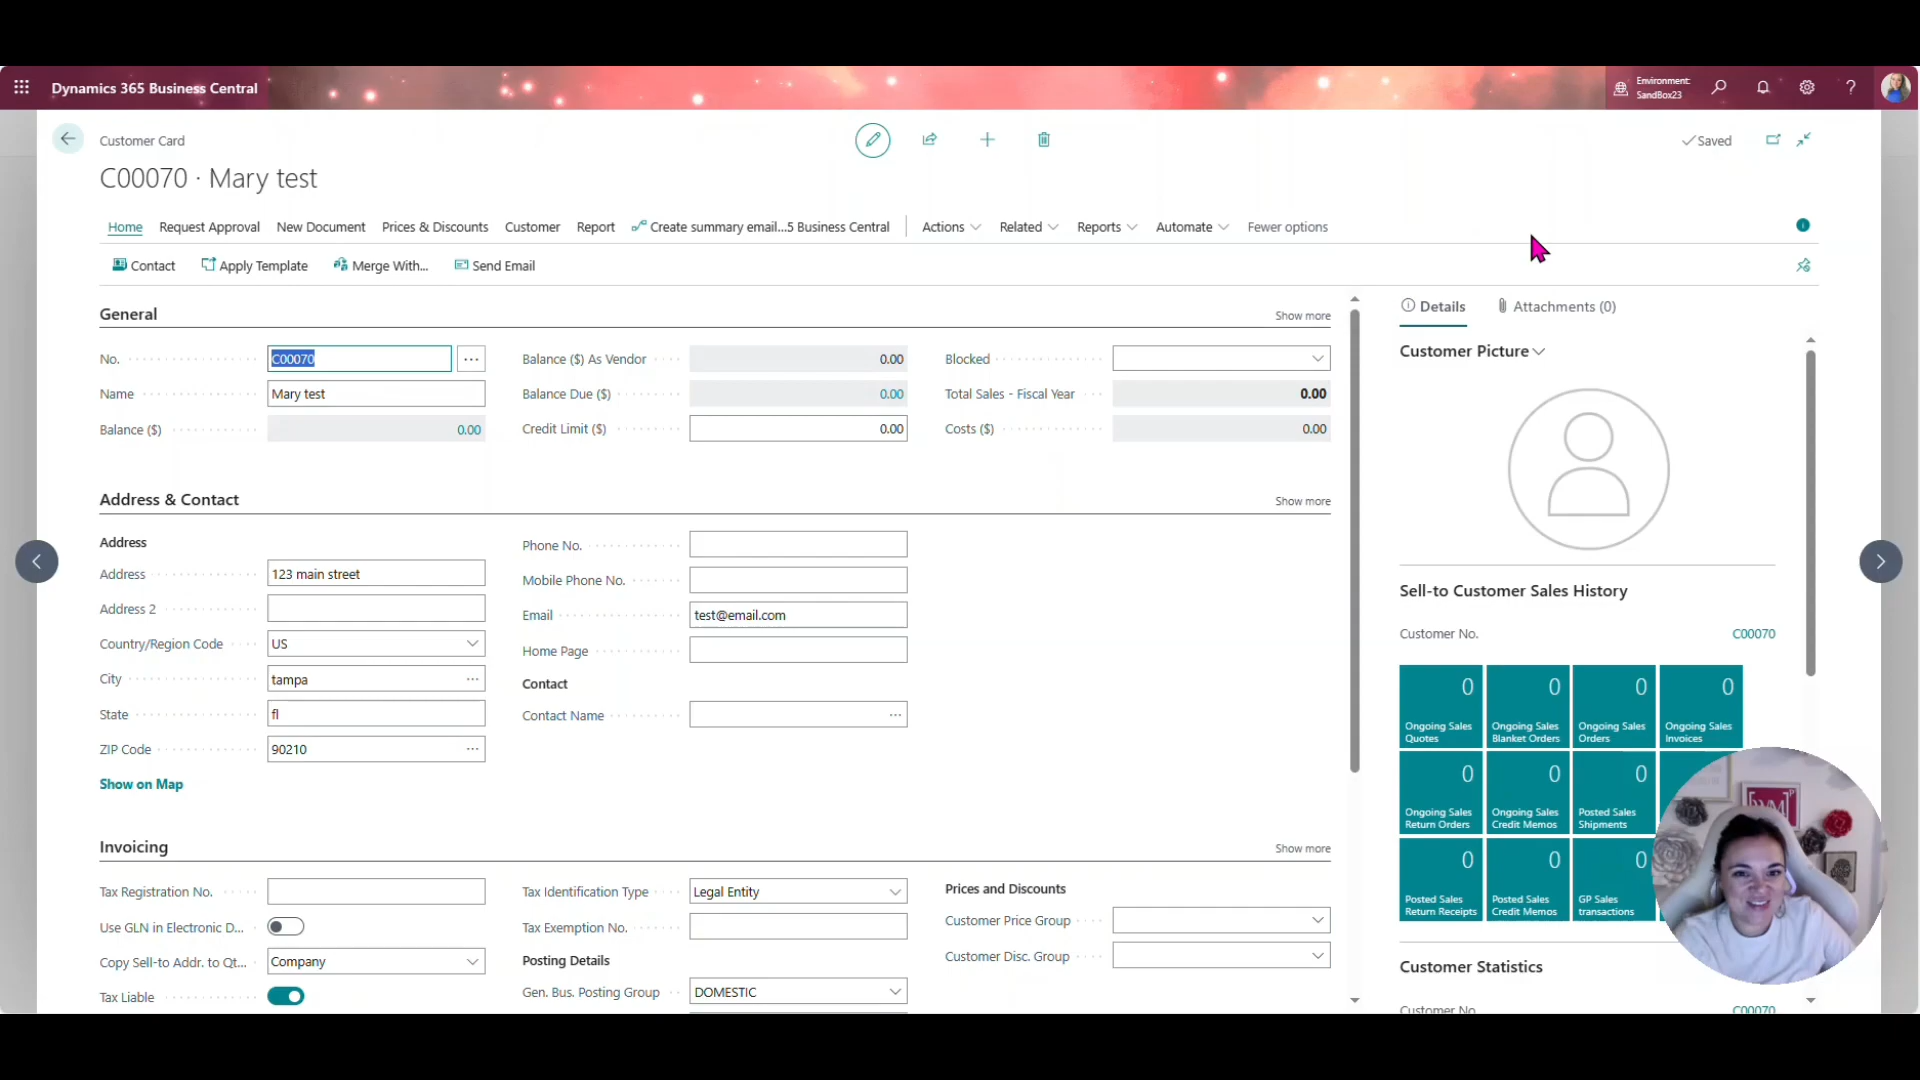 Dynamics 365 Business Central
Environment:
SandBox23
Customer Card
Saved
C00070 · Mary test
Home Request Approval New Document Prices & Discounts Customer Report Create summary email...5 Business Central Actions Related Reports Automate Fewer options
Contact Apply Template Merge With... Send Email
General
Show more
No. C00070
Name Mary test
Balance ($) 0.00
Balance ($) As Vendor 0.00
Balance Due ($) 0.00
Credit Limit ($) 0.00
Blocked
Total Sales - Fiscal Year 0.00
Costs ($) 0.00
Address & Contact
Show more
Address
Address 123 main street
Address 2
Country/Region Code US
City tampa
State fl
ZIP Code 90210
Show on Map
Phone No.
Mobile Phone No.
Email test@email.com
Home Page
Contact
Contact Name
Invoicing
Show more
Tax Registration No.
Use GLN in Electronic D...
Copy Sell-to Addr. to Qt... Company
Tax Liable
Tax Identification Type Legal Entity
Tax Exemption No.
Posting Details
Gen. Bus. Posting Group DOMESTIC
Prices and Discounts
Customer Price Group
Customer Disc. Group
Details Attachments (0)
Customer Picture
Sell-to Customer Sales History
Customer No. C00070
0
Ongoing Sales
Quotes
0
Ongoing Sales
Blanket Orders
0
Ongoing Sales
Orders
0
Ongoing Sales
Invoices
0
Ongoing Sales
Return Orders
0
Ongoing Sales
Credit Memos
0
Posted Sales
Shipments
0
Posted Sales
Return Receipts
0
Posted Sales
Credit Memos
0
GP Sales
transactions
Customer Statistics
Customer No. C00070